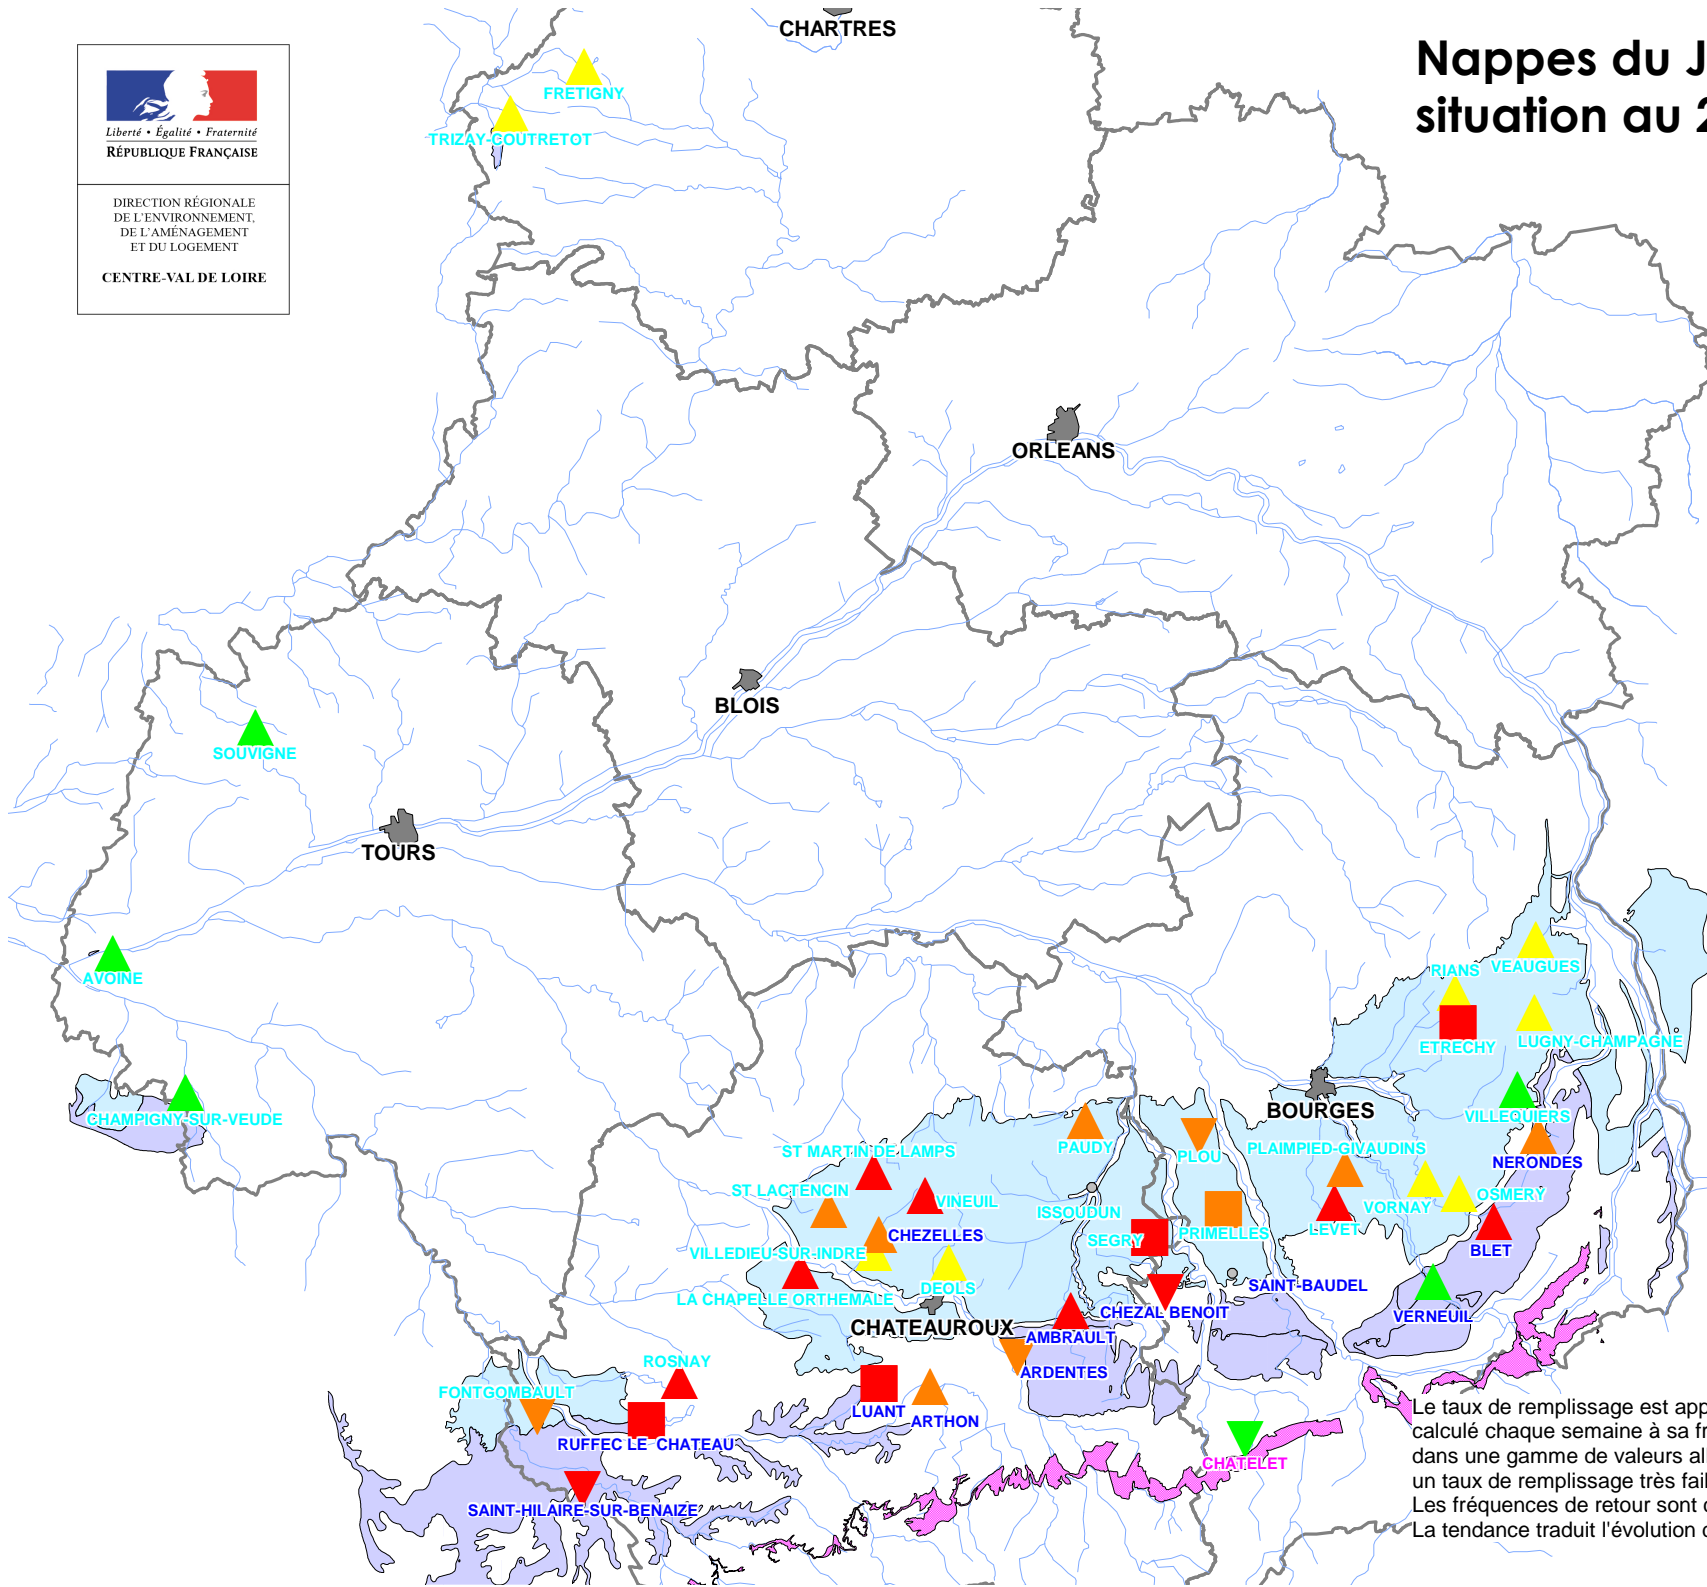 CHARTRES
Nappes du J
situation au 2
FRETIGNY
TRIZAY-COUTRETOT
Liberté • Égalité • Fraternité
RÉPUBLIQUE FRANÇAISE
DIRECTION RÉGIONALE
DE L'ENVIRONNEMENT,
DE L'AMÉNAGEMENT
ET DU LOGEMENT
CENTRE-VAL DE LOIRE
ORLEANS
BLOIS
SOUVIGNE
TOURS
AVOINE
RIANS
VEAUGUES
ETRECHY
LUGNY-CHAMPAGNE
BOURGES
CHAMPIGNY-SUR-VEUDE
VILLEQUIERS
ST MARTIN DE LAMPS
PAUDY
PLOU
PLAIMPIED-GIVAUDINS
NERONDES
ST LACTENCIN
VINEUIL
ISSOUDUN
VORNAY
OSMERY
CHEZELLES
SEGRY
PRIMELLES
LEVET
BLET
VILLEDIEU-SUR-INDRE
DEOLS
SAINT-BAUDEL
LA CHAPELLE ORTHEMALE
CHEZAL BENOIT
VERNEUIL
CHATEAUROUX
AMBRAULT
ROSNAY
ARDENTES
FONTGOMBAULT
LUANT
ARTHON
RUFFEC LE CHATEAU
CHATELET
SAINT-HILAIRE-SUR-BENAIZE
Le taux de remplissage est app
calculé chaque semaine à sa fr
dans une gamme de valeurs all
un taux de remplissage très faib
Les fréquences de retour sont c
La tendance traduit l'évolution d